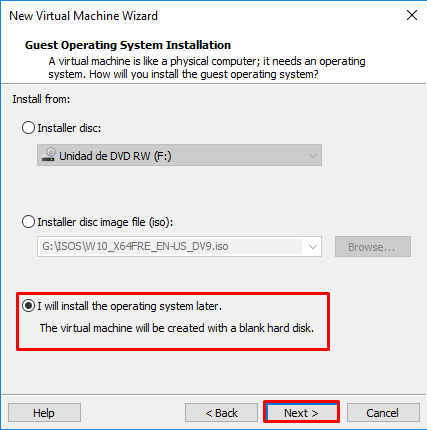 New Virtual Machine Wizard
Guest Operating System Installation
A virtual machine is like a physical computer; it needs an operating
system. How will you install the guest operating system?
Install from:
Installer disc:
Unidad de DVD RW (F:)
Installer disc image file (iso):
G:\ISOS\W10_X64FRE_EN-US_DV9.iso
Browse...
I will install the operating system later.
The virtual machine will be created with a blank hard disk.
Help
< Back
Next >
Cancel